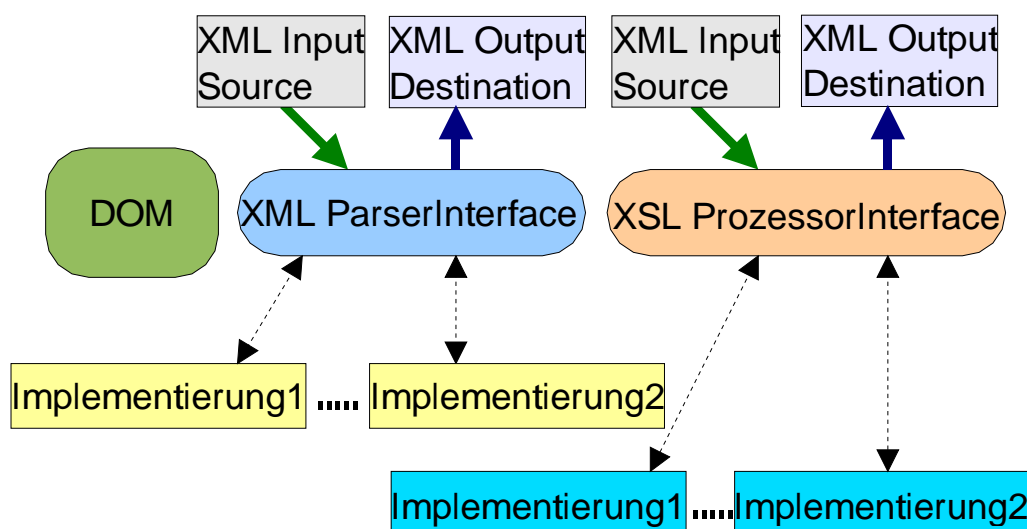 XML Input
Source
XML Output
Destination
XML Input
Source
XML Output
Destination
DOM
XML ParserInterface
XSL ProzessorInterface
Implementierung1
.....
Implementierung2
Implementierung1
.....
Implementierung2